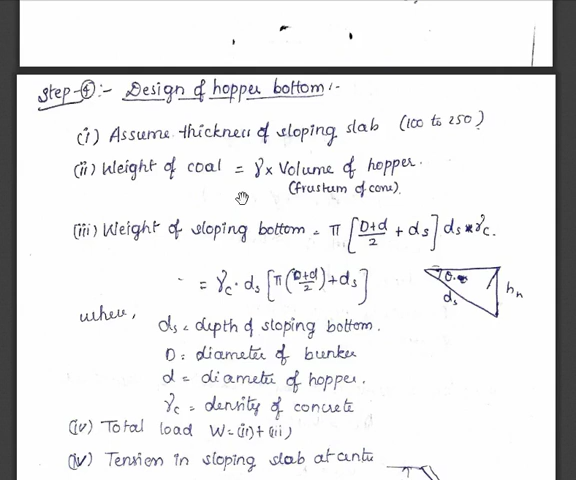 Step-④:- Design of hopper bottom:-
(i) Assume thickness of sloping slab (100 to 250)
(ii) Weight of coal = γ x Volume of hopper.
(frustum of cone)
(iii) Weight of sloping bottom = π [D+d/2 + ds] ds * γc.
= γc · ds [π(D+d/2) + ds]
θ
ds
hn
where,
ds = depth of sloping bottom.
D = diameter of bunker
d = diameter of hopper.
γc = density of concrete
(iv) Total load W = (ii) + (iii)
(iv) Tension in sloping slab at cente